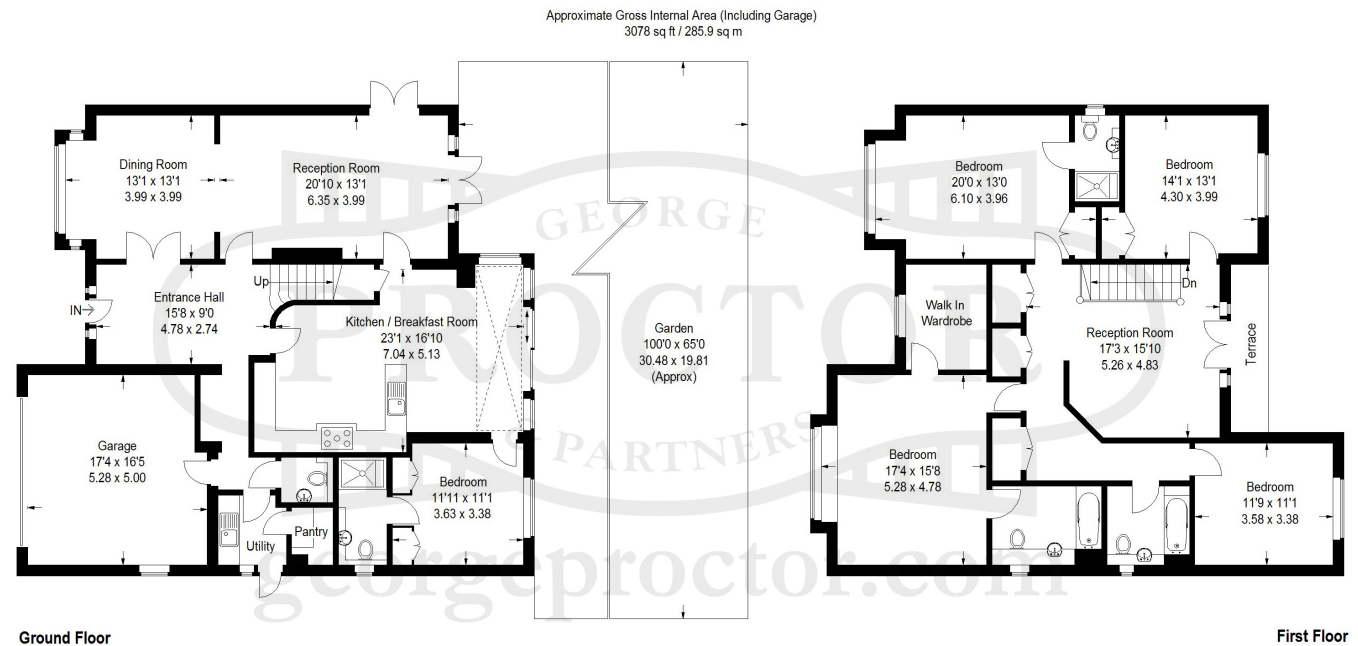 Approximate Gross Internal Area (Including Garage)
3078 sq ft / 285.9 sq m
Dining Room
13'1 x 13'1
3.99 x 3.99
Reception Room
20'10 x 13'1
6.35 x 3.99
IN
Entrance Hall
15'8 x 9'0
4.78 x 2.74
Up
Kitchen / Breakfast Room
23'1 x 16'10
7.04 x 5.13
Garage
17'4 x 16'5
5.28 x 5.00
Bedroom
11'11 x 11'1
3.63 x 3.38
Utility
Pantry
Garden
100'0 x 65'0
30.48 x 19.81
(Approx)
Bedroom
20'0 x 13'0
6.10 x 3.96
Bedroom
14'1 x 13'1
4.30 x 3.99
Walk In
Wardrobe
Dn
Reception Room
17'3 x 15'10
5.26 x 4.83
Terrace
Bedroom
17'4 x 15'8
5.28 x 4.78
Bedroom
11'9 x 11'1
3.58 x 3.38
GEORGE
PROCTOR
& PARTNERS
georgeproctor.com
Ground Floor
First Floor